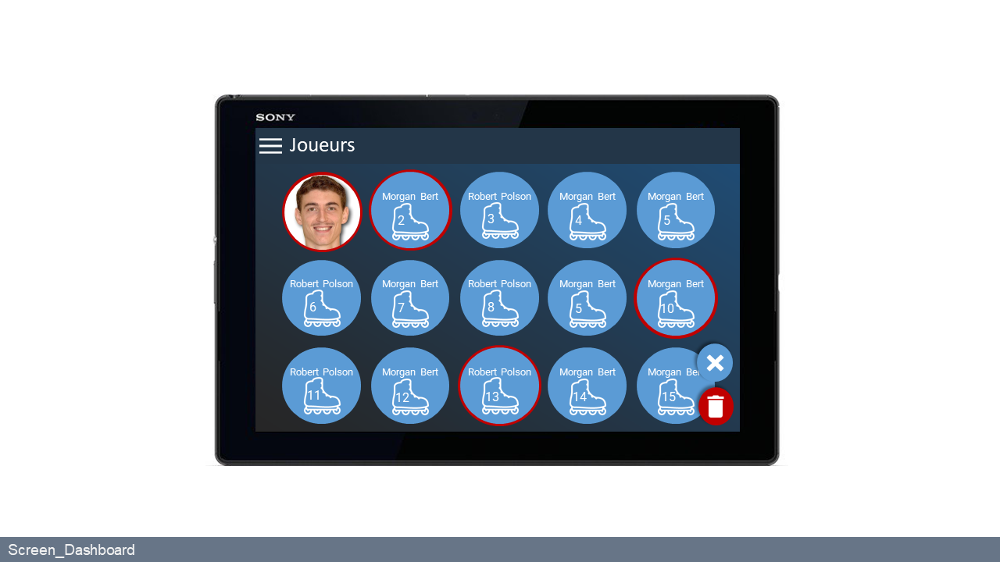 SONY
Joueurs
Morgan Bert
2
Robert Polson
3
Morgan Bert
4
Morgan Bert
5
Robert Polson
6
Morgan Bert
7
Robert Polson
8
Morgan Bert
5
Morgan Bert
10
Robert Polson
11
Morgan Bert
12
Robert Polson
13
Morgan Bert
14
Morgan Be
15
Screen_Dashboard